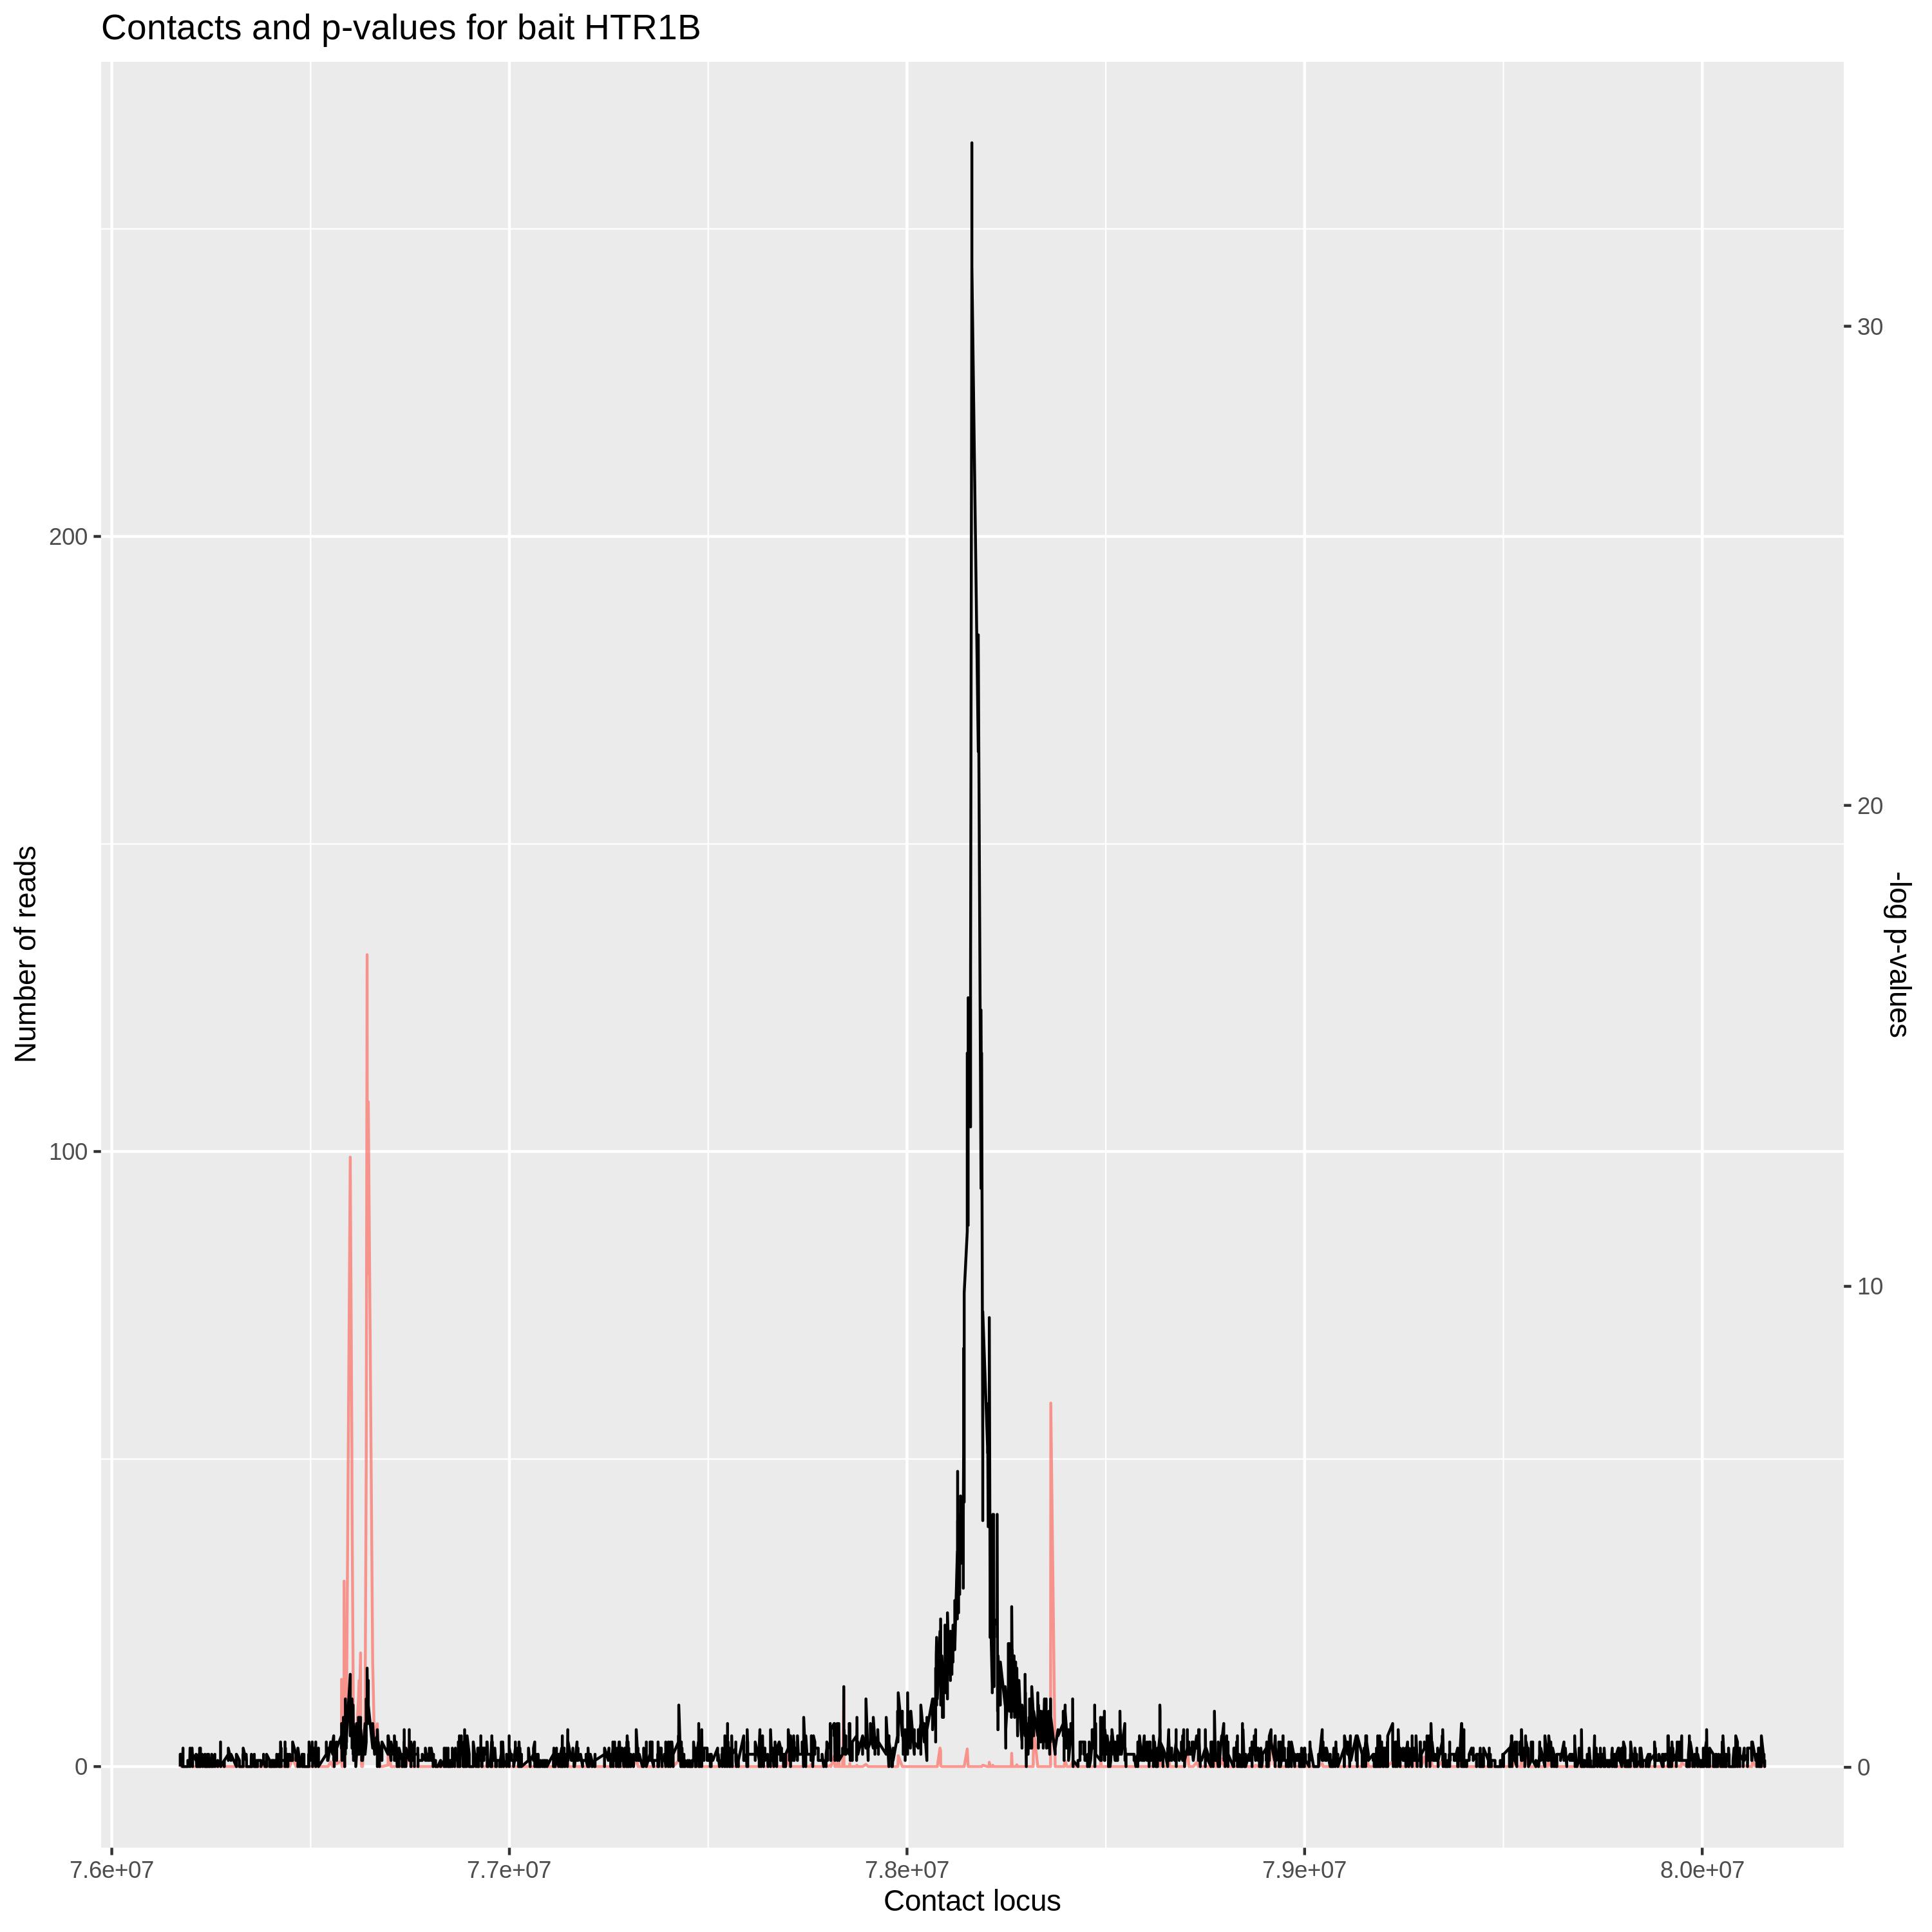 Contacts and p-values for bait HTR1B
Number of reads
200
100
0
30
20
10
0
-log p-values
7.6e+07
7.7e+07
7.8e+07
7.9e+07
8.0e+07
Contact locus